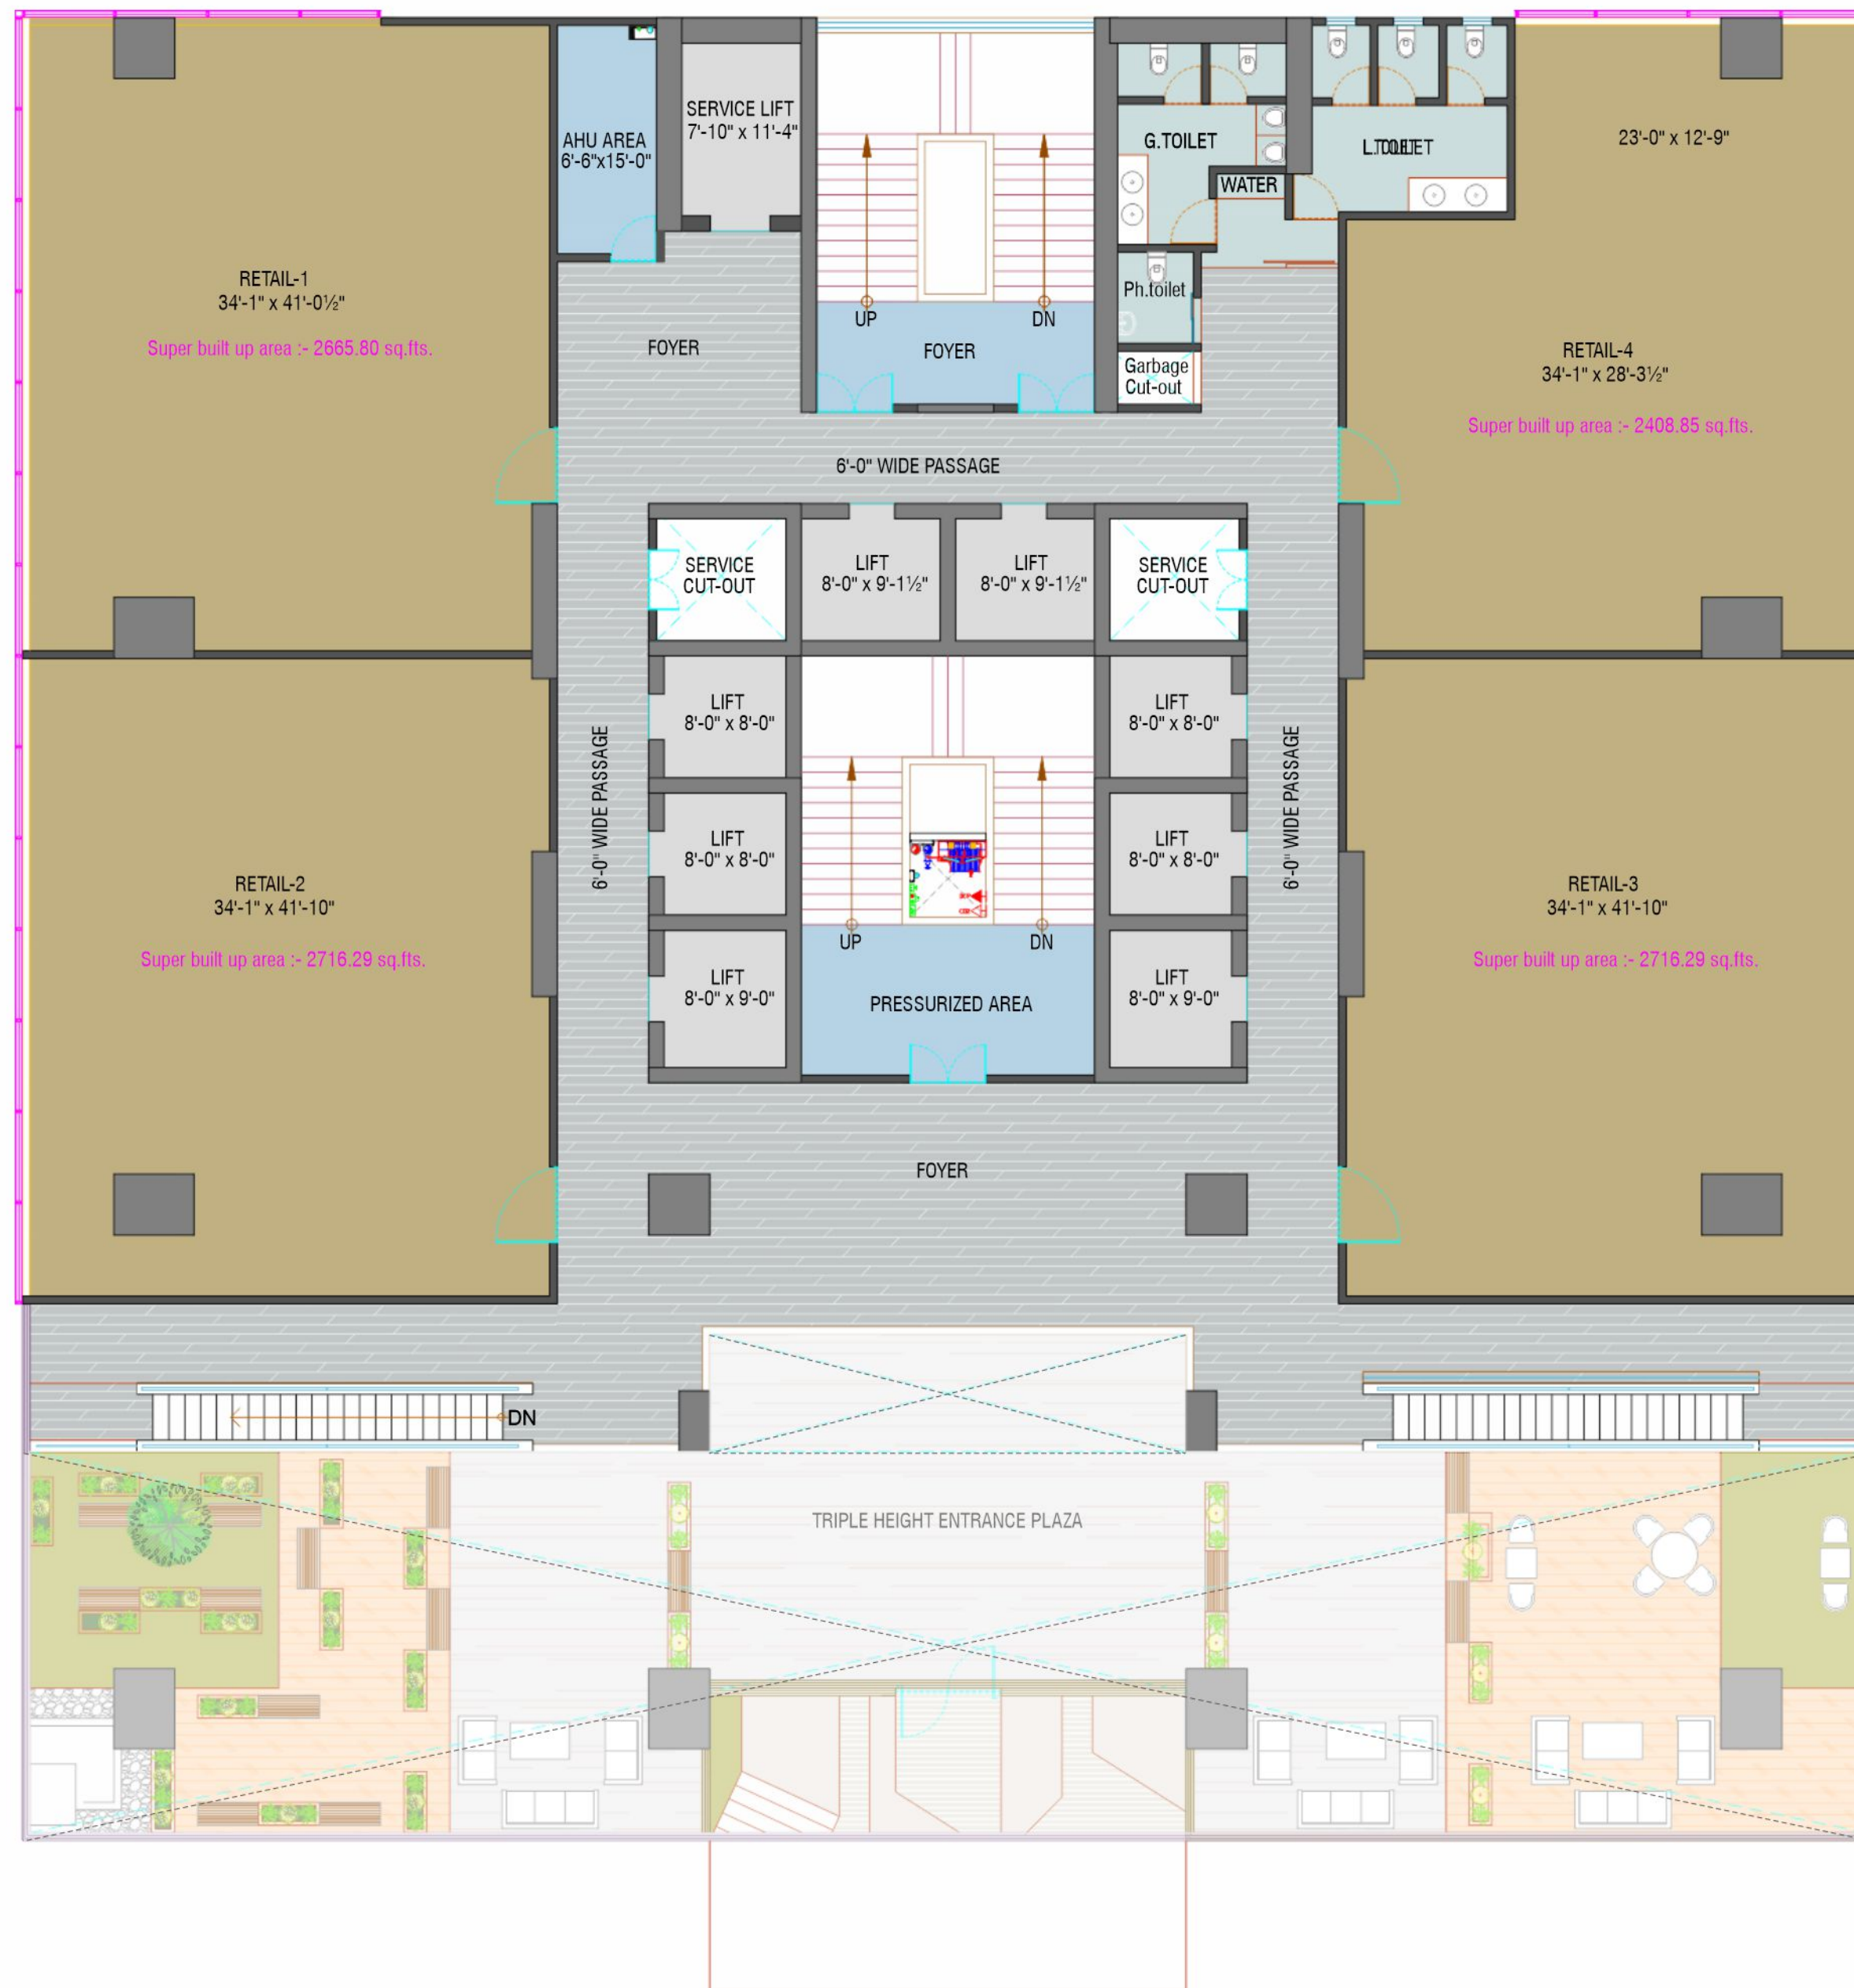 SERVICE LIFT
7'-10" x 11'-4"
AHU AREA
6'-6"x15'-0"
G.TOILET
WATER
23'-0" x 12'-9"
RETAIL-1
34'-1" x 41'-0½"
Super built up area :- 2665.80 sq.fts.
FOYER
UP
DN
FOYER
Ph.toilet
Garbage
Cut-out
RETAIL-4
34'-1" x 28'-3½"
Super built up area :- 2408.85 sq.fts.
6'-0" WIDE PASSAGE
SERVICE
CUT-OUT
LIFT
8'-0" x 9'-1½"
LIFT
8'-0" x 9'-1½"
SERVICE
CUT-OUT
LIFT
8'-0" x 8'-0"
LIFT
8'-0" x 8'-0"
6'-0" WIDE PASSAGE
LIFT
8'-0" x 8'-0"
LIFT
8'-0" x 8'-0"
6'-0" WIDE PASSAGE
RETAIL-2
34'-1" x 41'-10"
Super built up area :- 2716.29 sq.fts.
UP
DN
LIFT
8'-0" x 9'-0"
PRESSURIZED AREA
LIFT
8'-0" x 9'-0"
RETAIL-3
34'-1" x 41'-10"
Super built up area :- 2716.29 sq.fts.
FOYER
DN
TRIPLE HEIGHT ENTRANCE PLAZA